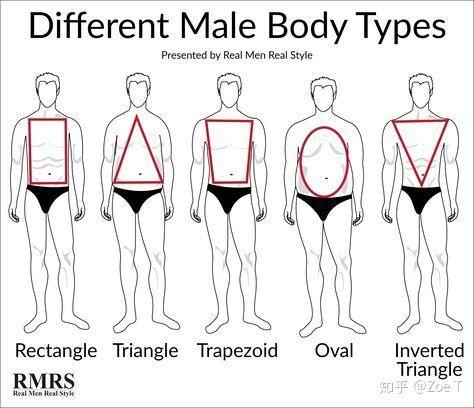 Different Male Body Types
Presented by Real Men Real Style
Rectangle
Triangle
Trapezoid
Oval
Inverted
Triangle
RMRS
Real Men Real Style
知乎 @Zoe T